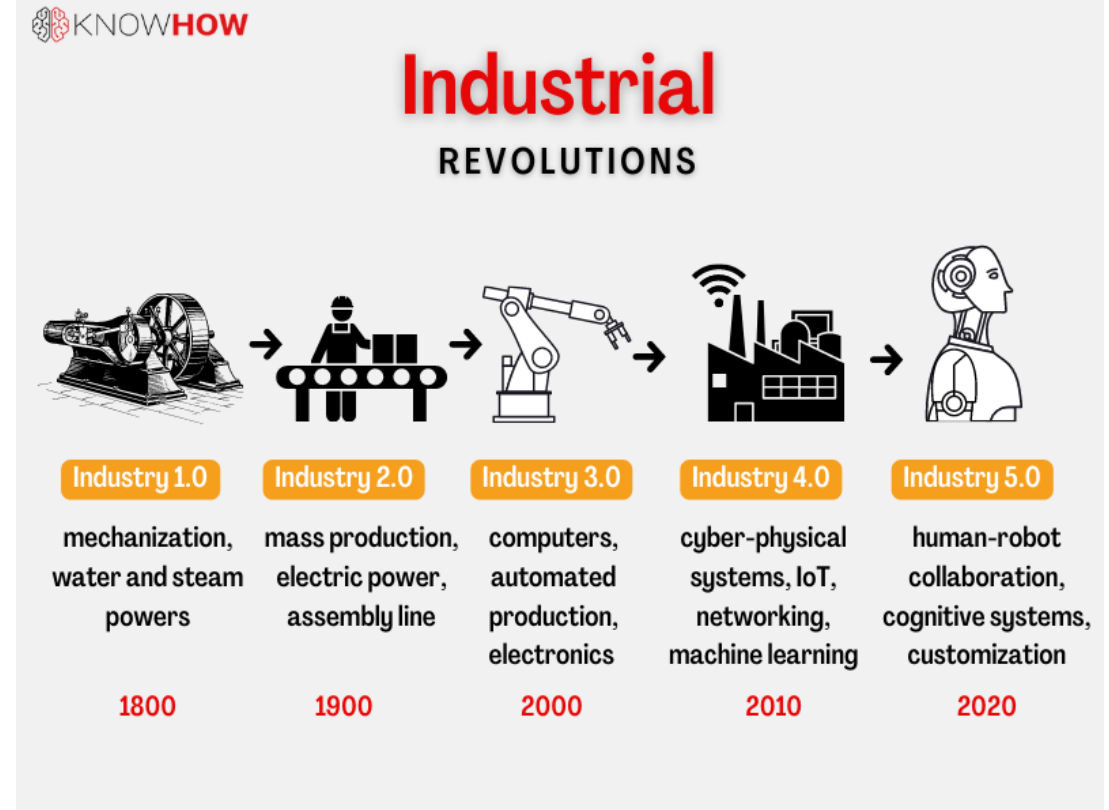 KNOWHOW
Industrial
REVOLUTIONS
Industry 1.0
mechanization,
water and steam
powers
1800
Industry 2.0
mass production,
electric power,
assembly line
1900
Industry 3.0
computers,
automated
production,
electronics
2000
Industry 4.0
cyber-physical
systems, IoT,
networking,
machine learning
2010
Industry 5.0
human-robot
collaboration,
cognitive systems,
customization
2020